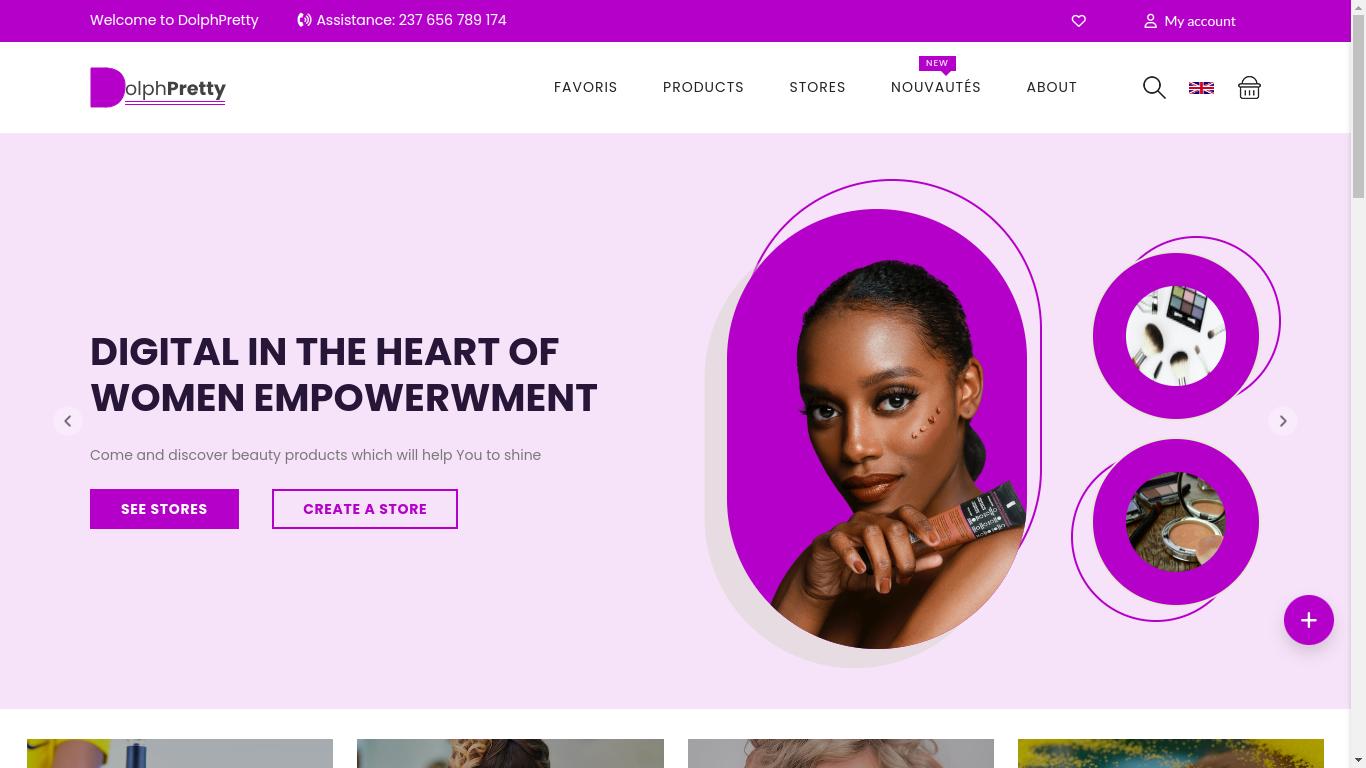 Welcome to DolphPretty
Assistance: 237 656 789 174
My account
DolphPretty
NEW
FAVORIS
PRODUCTS
STORES
NOUVAUTÉS
ABOUT
DIGITAL IN THE HEART OF
WOMEN EMPOWERWMENT
Come and discover beauty products which will help You to shine
SEE STORES
CREATE A STORE